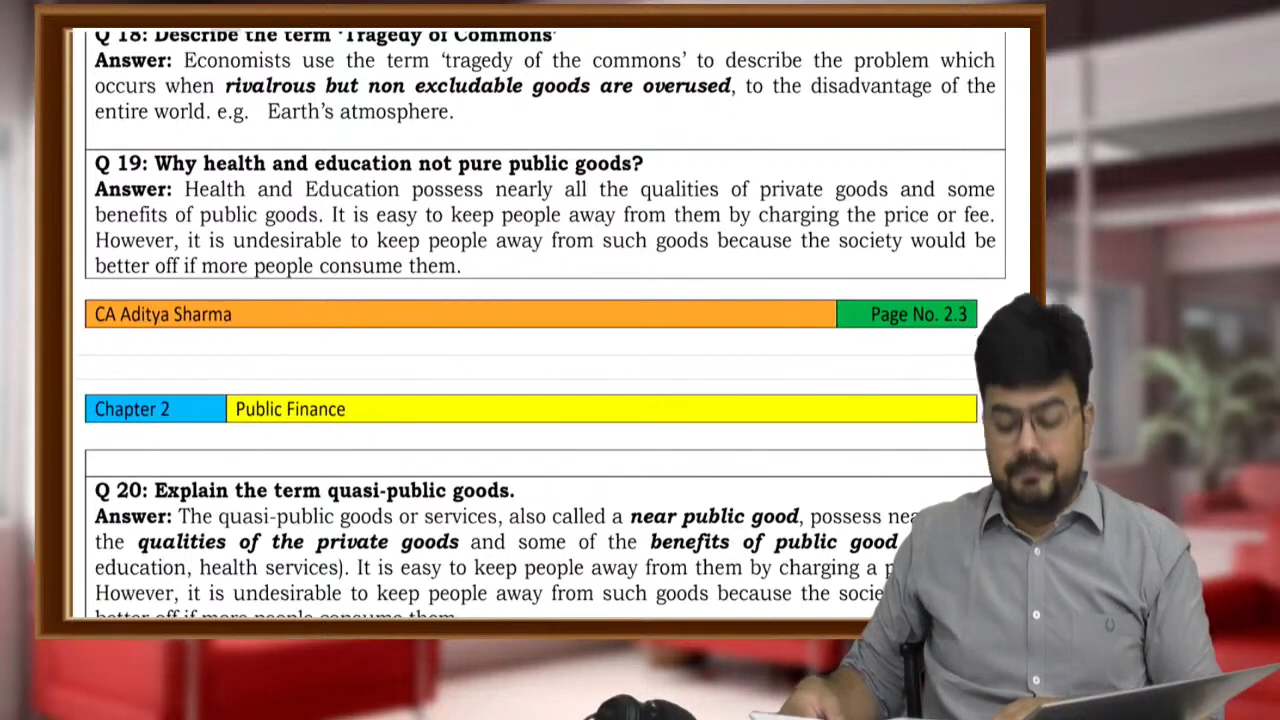 Q 18: Describe the term 'Tragedy of Commons'
Answer: Economists use the term 'tragedy of the commons' to describe the problem which
occurs when rivalrous but non excludable goods are overused, to the disadvantage of the
entire world. e.g. Earth's atmosphere.
Q 19: Why health and education not pure public goods?
Answer: Health and Education possess nearly all the qualities of private goods and some
benefits of public goods. It is easy to keep people away from them by charging the price or fee.
However, it is undesirable to keep people away from such goods because the society would be
better off if more people consume them.
CA Aditya Sharma
Page No. 2.3
Chapter 2
Public Finance
Q 20: Explain the term quasi-public goods.
Answer: The quasi-public goods or services, also called a near public good, possess
the qualities of the private goods and some of the benefits of public good
education, health services). It is easy to keep people away from them by charging a
However, it is undesirable to keep people away from such goods because the
better off if more people consume them.